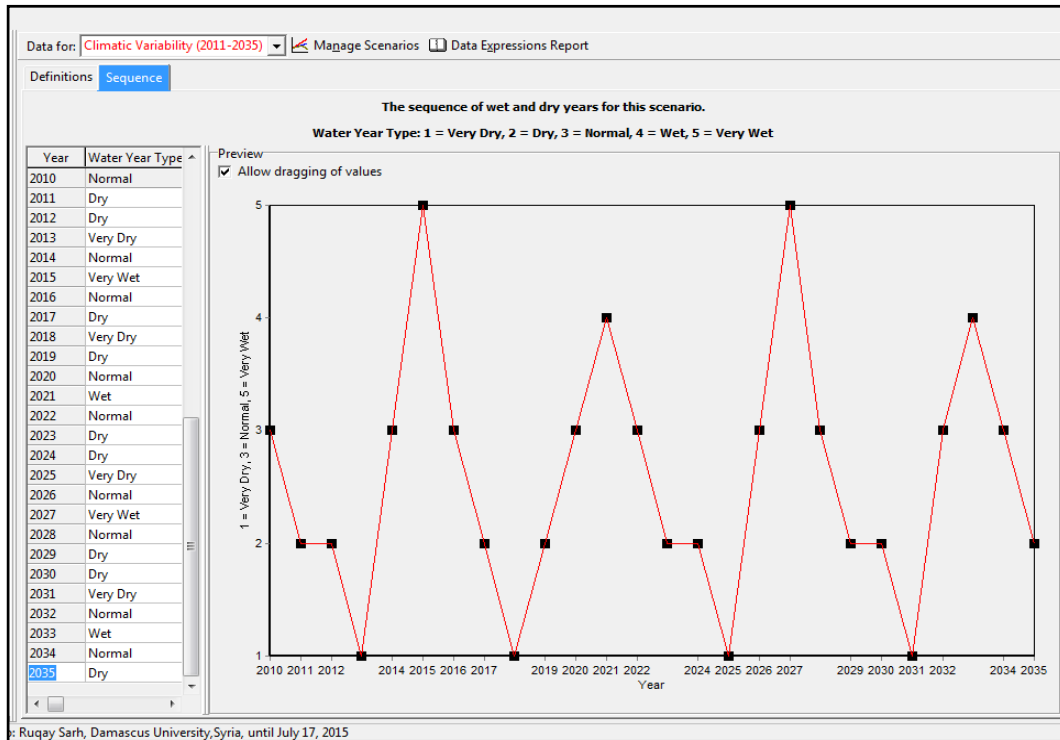 Data for: Climatic Variability (2011-2035) Manage Scenarios Data Expressions Report
Definitions Sequence
The sequence of wet and dry years for this scenario.
Water Year Type: 1 = Very Dry, 2 = Dry, 3 = Normal, 4 = Wet, 5 = Very Wet
Year Water Year Type
2010 Normal
2011 Dry
2012 Dry
2013 Very Dry
2014 Normal
2015 Very Wet
2016 Normal
2017 Dry
2018 Very Dry
2019 Dry
2020 Normal
2021 Wet
2022 Normal
2023 Dry
2024 Dry
2025 Very Dry
2026 Normal
2027 Very Wet
2028 Normal
2029 Dry
2030 Dry
2031 Very Dry
2032 Normal
2033 Wet
2034 Normal
2035 Dry
Preview
Allow dragging of values
5
4
3
2
1
1 = Very Dry, 3 = Normal, 5 = Very Wet
2010 2011 2012 2014 2015 2016 2017 2019 2020 2021 2022 2024 2025 2026 2027 2029 2030 2031 2032 2034 2035
Year
: Ruqay Sarh, Damascus University,Syria, until July 17, 2015